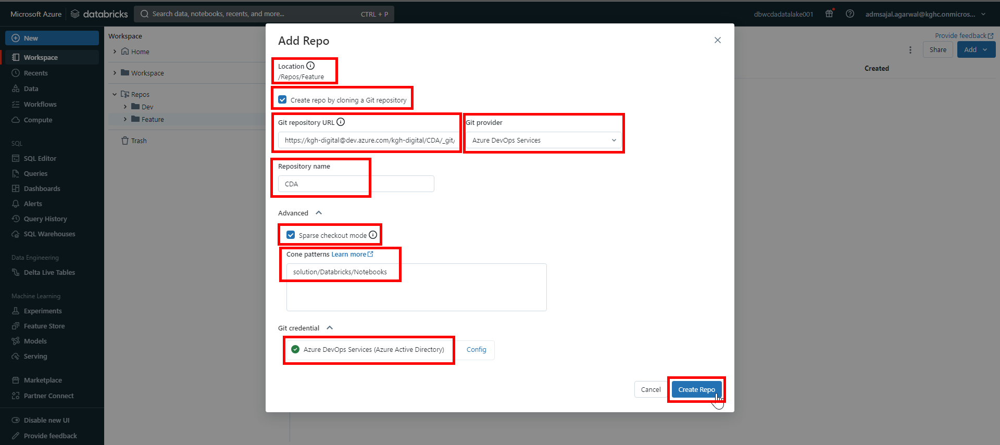 Microsoft Azure
databricks
Search data, notebooks, recents, and more...
CTRL + P
dbwcdadatalake001
admsajal.agarwal@kghc.onmicros...
New
Workspace
Recents
Data
Workflows
Compute
SQL
SQL Editor
Queries
Dashboards
Alerts
Query History
SQL Warehouses
Data Engineering
Delta Live Tables
Machine Learning
Experiments
Feature Store
Models
Serving
Marketplace
Partner Connect
Disable new UI
Provide feedback
Workspace
Home
Workspace
Repos
Dev
Feature
Trash
Provide feedback
Share
Add
Created
Add Repo
Location
/Repos/Feature
Create repo by cloning a Git repository
Git repository URL
Git provider
https://kgh-digital@dev.azure.com/kgh-digital/CDA/_git/
Azure DevOps Services
Repository name
CDA
Advanced
Sparse checkout mode
Cone patterns Learn more
solution/Databricks/Notebooks
Git credential
Azure DevOps Services (Azure Active Directory)
Config
Cancel
Create Repo